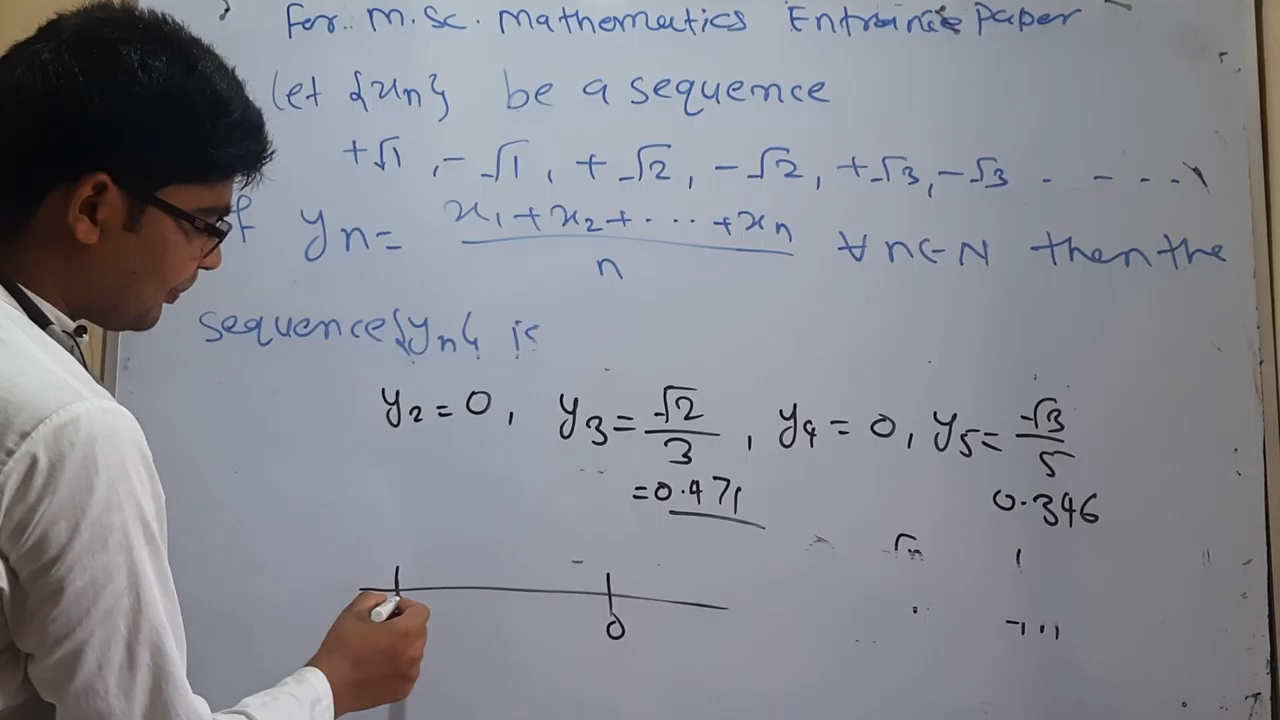 For.. M.SC. Mathematics Entrance Paper
let {xn} be a sequence
+√1, -√1, + √2, -√2, +√3, -√3 . - - . . .
f yn = x1+x2+...+xn / n ∀ n∈N then the
sequence {yn} is
y2 = 0, y3 = √2/3, y4 = 0, y5 = √3/5
= 0.471 0.346
0